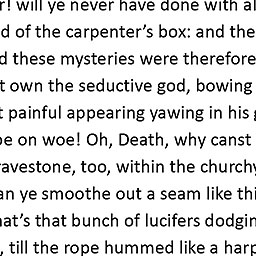 r! will ye never have done with al
d of the carpenter’s box: and the
d these mysteries were therefore
t own the seductive god, bowing
t painful appearing yawing in his g
pe on woe! Oh, Death, why canst
ravestone, too, within the churchy
an ye smoothe out a seam like thi
hat’s that bunch of lucifers dodgin
, till the rope hummed like a harp